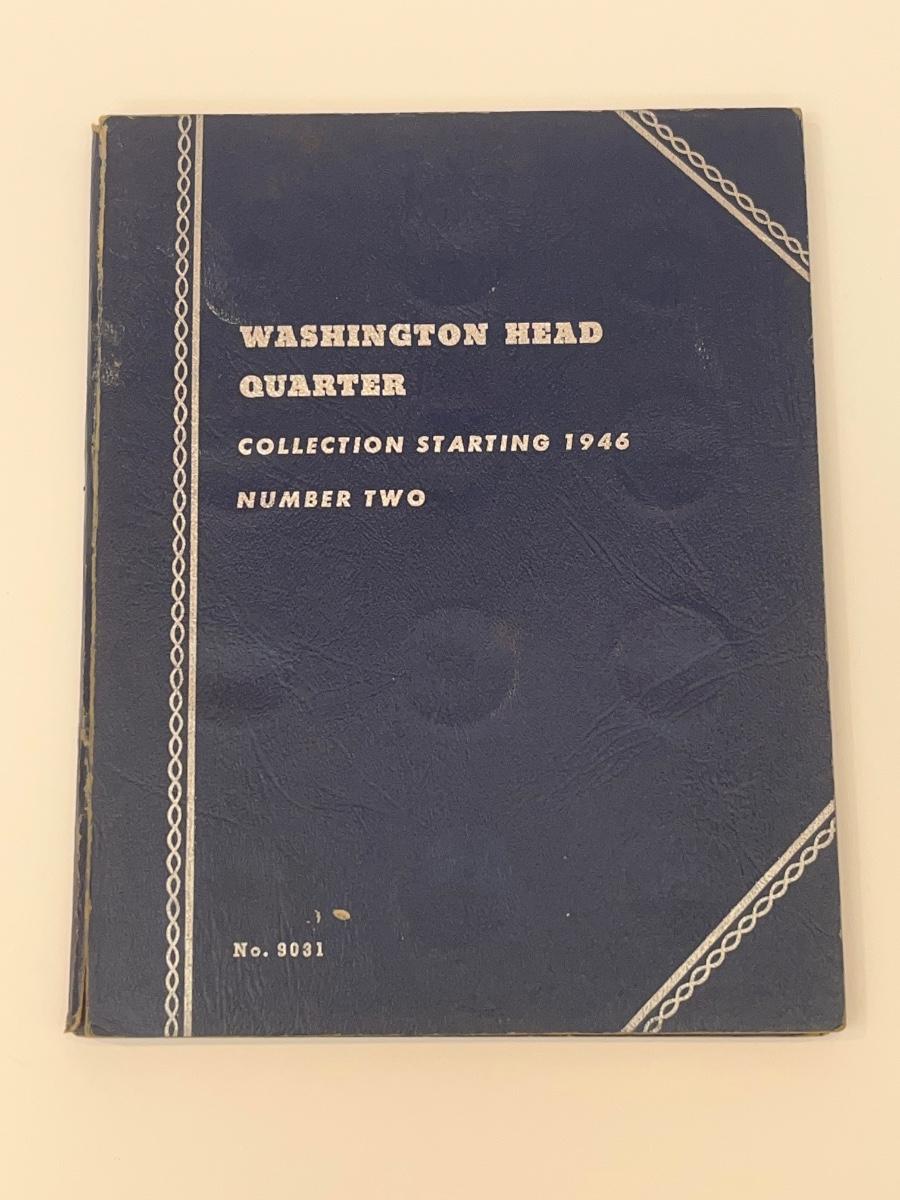 WASHINGTON HEAD
QUARTER
COLLECTION STARTING 1946
NUMBER TWO
No. 9031